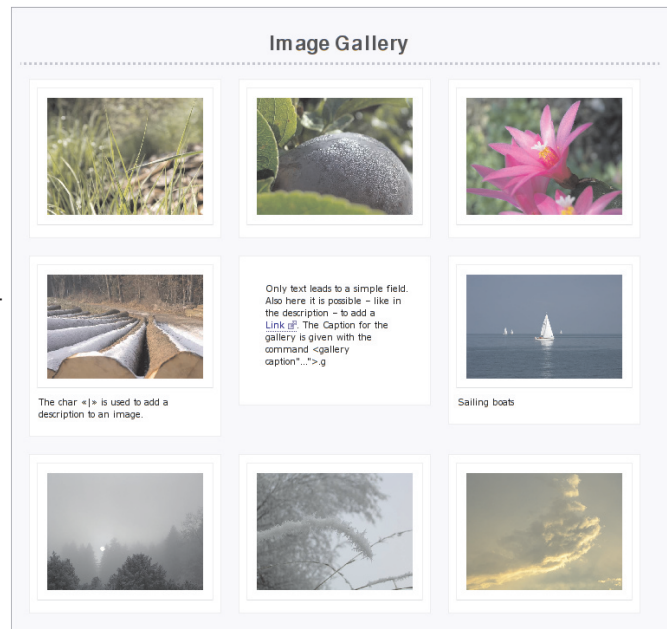 Image Gallery
Only text leads to a simple field.
Also here it is possible – like in
the description – to add a
Link. The Caption for the
gallery is given with the
command <gallery
caption"...">.g
The char «|» is used to add a
description to an image.
Sailing boats